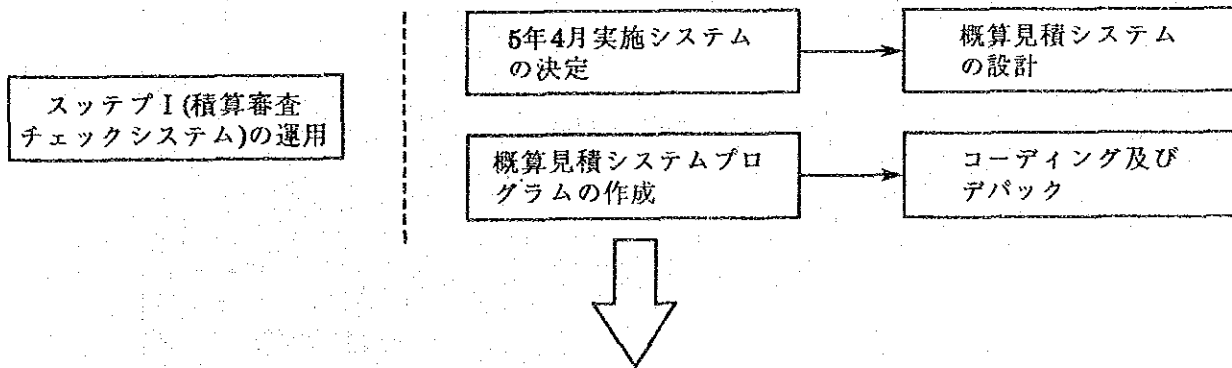 スッテプⅠ(積算審査
チェックシステム)の運用
5年4月実施システム
の決定
概算見積システム
の設計
概算見積システムプロ
グラムの作成
コーディング及び
デパック